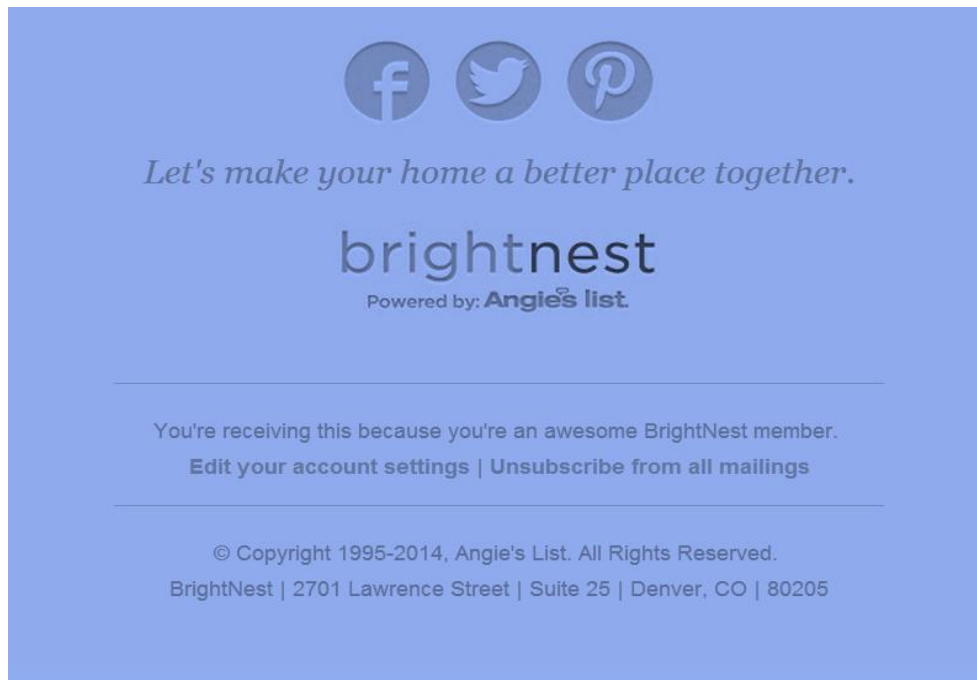 Let's make your home a better place together.
brightnest
Powered by: Angie's list.
You're receiving this because you're an awesome BrightNest member.
Edit your account settings | Unsubscribe from all mailings
© Copyright 1995-2014, Angie's List. All Rights Reserved.
BrightNest | 2701 Lawrence Street | Suite 25 | Denver, CO | 80205